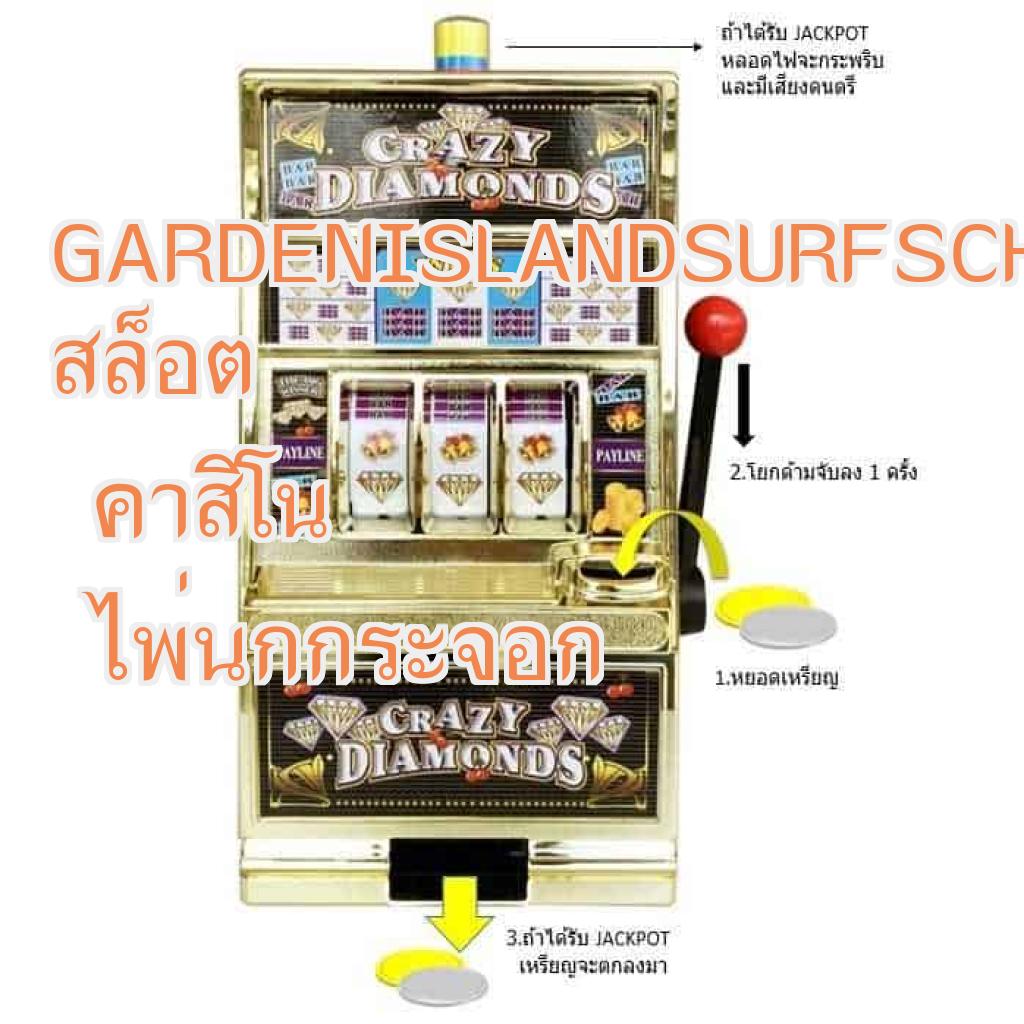 ถ้าได้รับ JACKPOT
หลอดไฟจะกระพริบ
และมีเสียงดนตรี
CRAZY
DIAMONDS
BAR
BAR
GARDENISLANDSURFSCH
สล็อต
PAYLINE
PAYLINE
2.โยกด้ามจับลง 1 ครั้ง
คาสิโน
ไพ่นกกระจอก
1.หยอดเหรียญ
CRAZY
DIAMONDS
3.ถ้าได้รับ JACKPOT
เหรียญจะตกลงมา